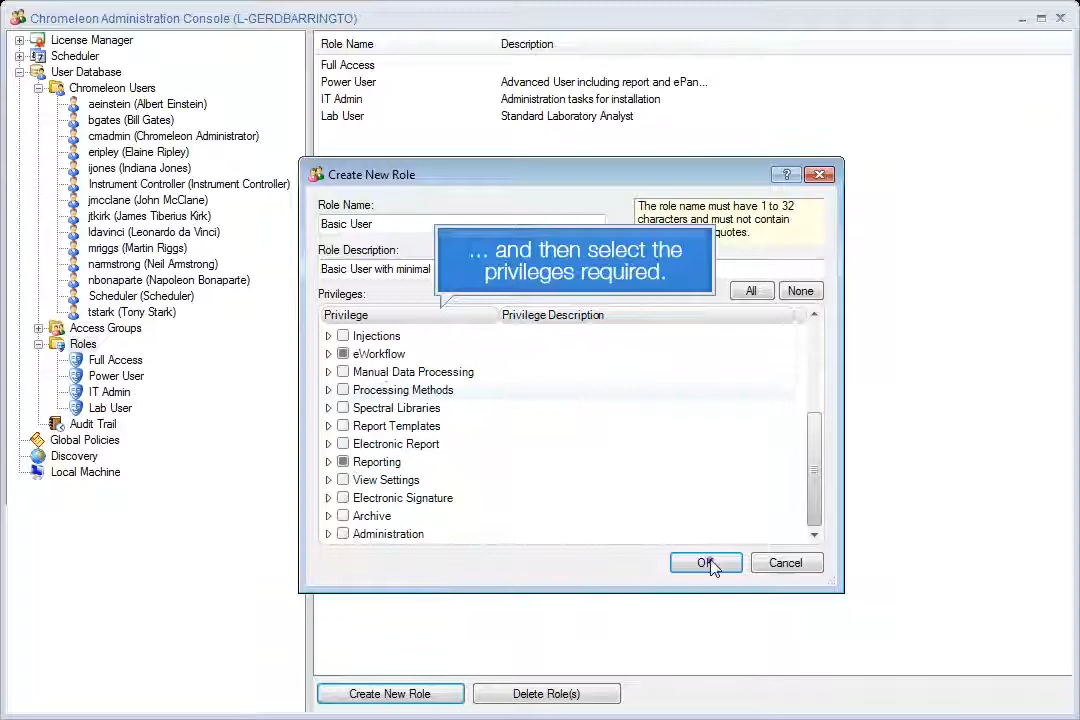 Chromeleon Administration Console (L-GERDBARRINGTO)
License Manager
Scheduler
User Database
Chromeleon Users
aeinstein (Albert Einstein)
bgates (Bill Gates)
cmadmin (Chromeleon Administrator)
eripley (Elaine Ripley)
ijones (Indiana Jones)
Instrument Controller (Instrument Controller)
jmcclane (John McClane)
jtkirk (James Tiberius Kirk)
ldavinci (Leonardo da Vinci)
mriggs (Martin Riggs)
narmstrong (Neil Armstrong)
nbonaparte (Napoleon Bonaparte)
Scheduler (Scheduler)
tstark (Tony Stark)
Access Groups
Roles
Full Access
Power User
IT Admin
Lab User
Audit Trail
Global Policies
Discovery
Local Machine
Role Name Description
Full Access
Power User Advanced User including report and ePan...
IT Admin Administration tasks for installation
Lab User Standard Laboratory Analyst
Create New Role
?
Role Name:
Basic User
The role name must have 1 to 32
characters and must not contain
quotes.
Role Description:
Basic User with minimal
... and then select the
privileges required.
Privileges:
All None
Privilege Privilege Description
Injections
eWorkflow
Manual Data Processing
Processing Methods
Spectral Libraries
Report Templates
Electronic Report
Reporting
View Settings
Electronic Signature
Archive
Administration
OK Cancel
Create New Role Delete Role(s)